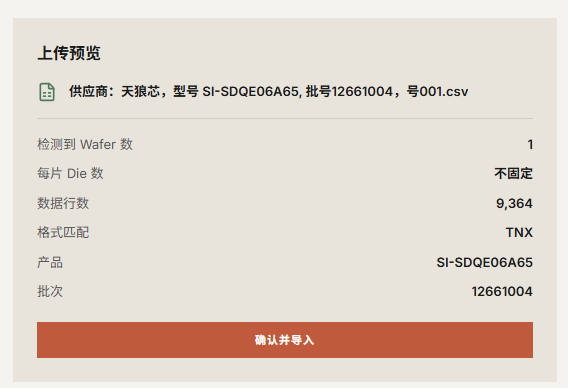 上传预览
供应商：天狼芯，型号 SI-SDQE06A65, 批号12661004，号001.csv
检测到 Wafer 数 1
每片 Die 数 不固定
数据行数 9,364
格式匹配 TNX
产品 SI-SDQE06A65
批次 12661004
确认并导入